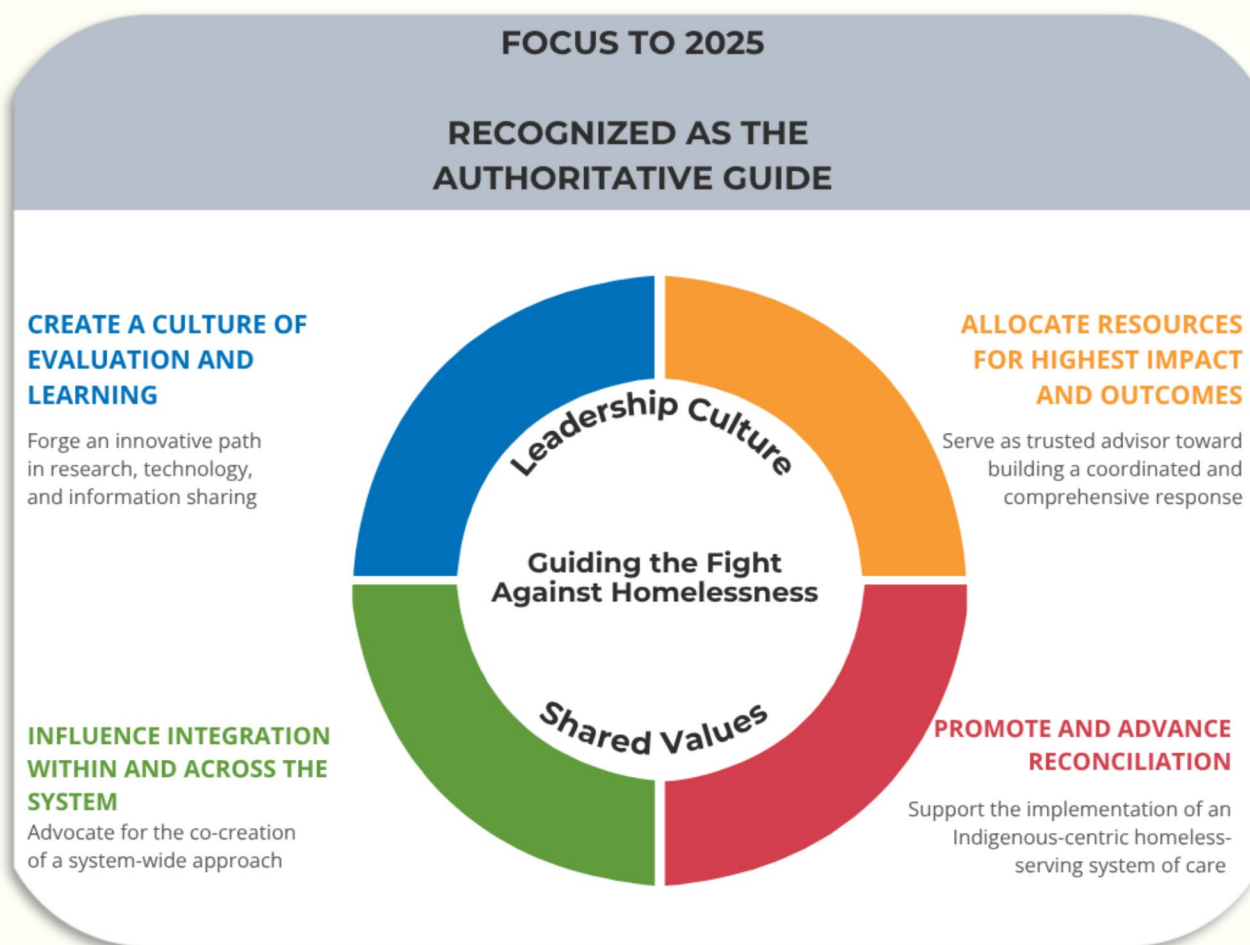 FOCUS TO 2025
RECOGNIZED AS THE
AUTHORITATIVE GUIDE
CREATE A CULTURE OF
EVALUATION AND
LEARNING
Forge an innovative path
in research, technology,
and information sharing
ALLOCATE RESOURCES
FOR HIGHEST IMPACT
AND OUTCOMES
Serve as trusted advisor toward
building a coordinated and
comprehensive response
Leadership Culture
Guiding the Fight
Against Homelessness
Shared Values
INFLUENCE INTEGRATION
WITHIN AND ACROSS THE
SYSTEM
Advocate for the co-creation
of a system-wide approach
PROMOTE AND ADVANCE
RECONCILIATION
Support the implementation of an
Indigenous-centric homeless-
serving system of care